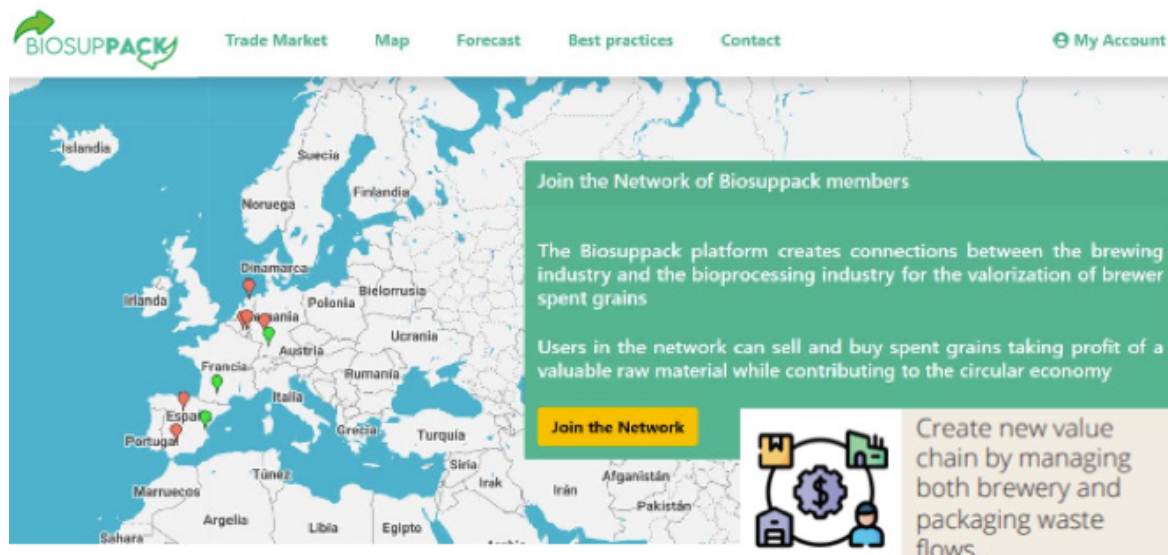 BIOSUPPACK
Trade Market
Map
Forecast
Best practices
Contact
My Account
Islandia
Suecia
Finlandia
Noruega
Join the Network of Biosuppack members
The Biosuppack platform creates connections between the brewing
industry and the bioprocessing industry for the valorization of brewer
spent grains
Dinamarca
Irlanda
Polonia
Bielorrusia
Ucrania
Austria
Users in the network can sell and buy spent grains taking profit of a
valuable raw material while contributing to the circular economy
Francia
Rumanía
Italia
Join the Network
Portugal
Grecia
Turquía
Siria
Irak
Irán
Afganistán
Pakistán
Túnez
Marruecos
Argelia
Libia
Egipto
Sahara
$
Create new value
chain by managing
both brewery and
packaging waste
flows